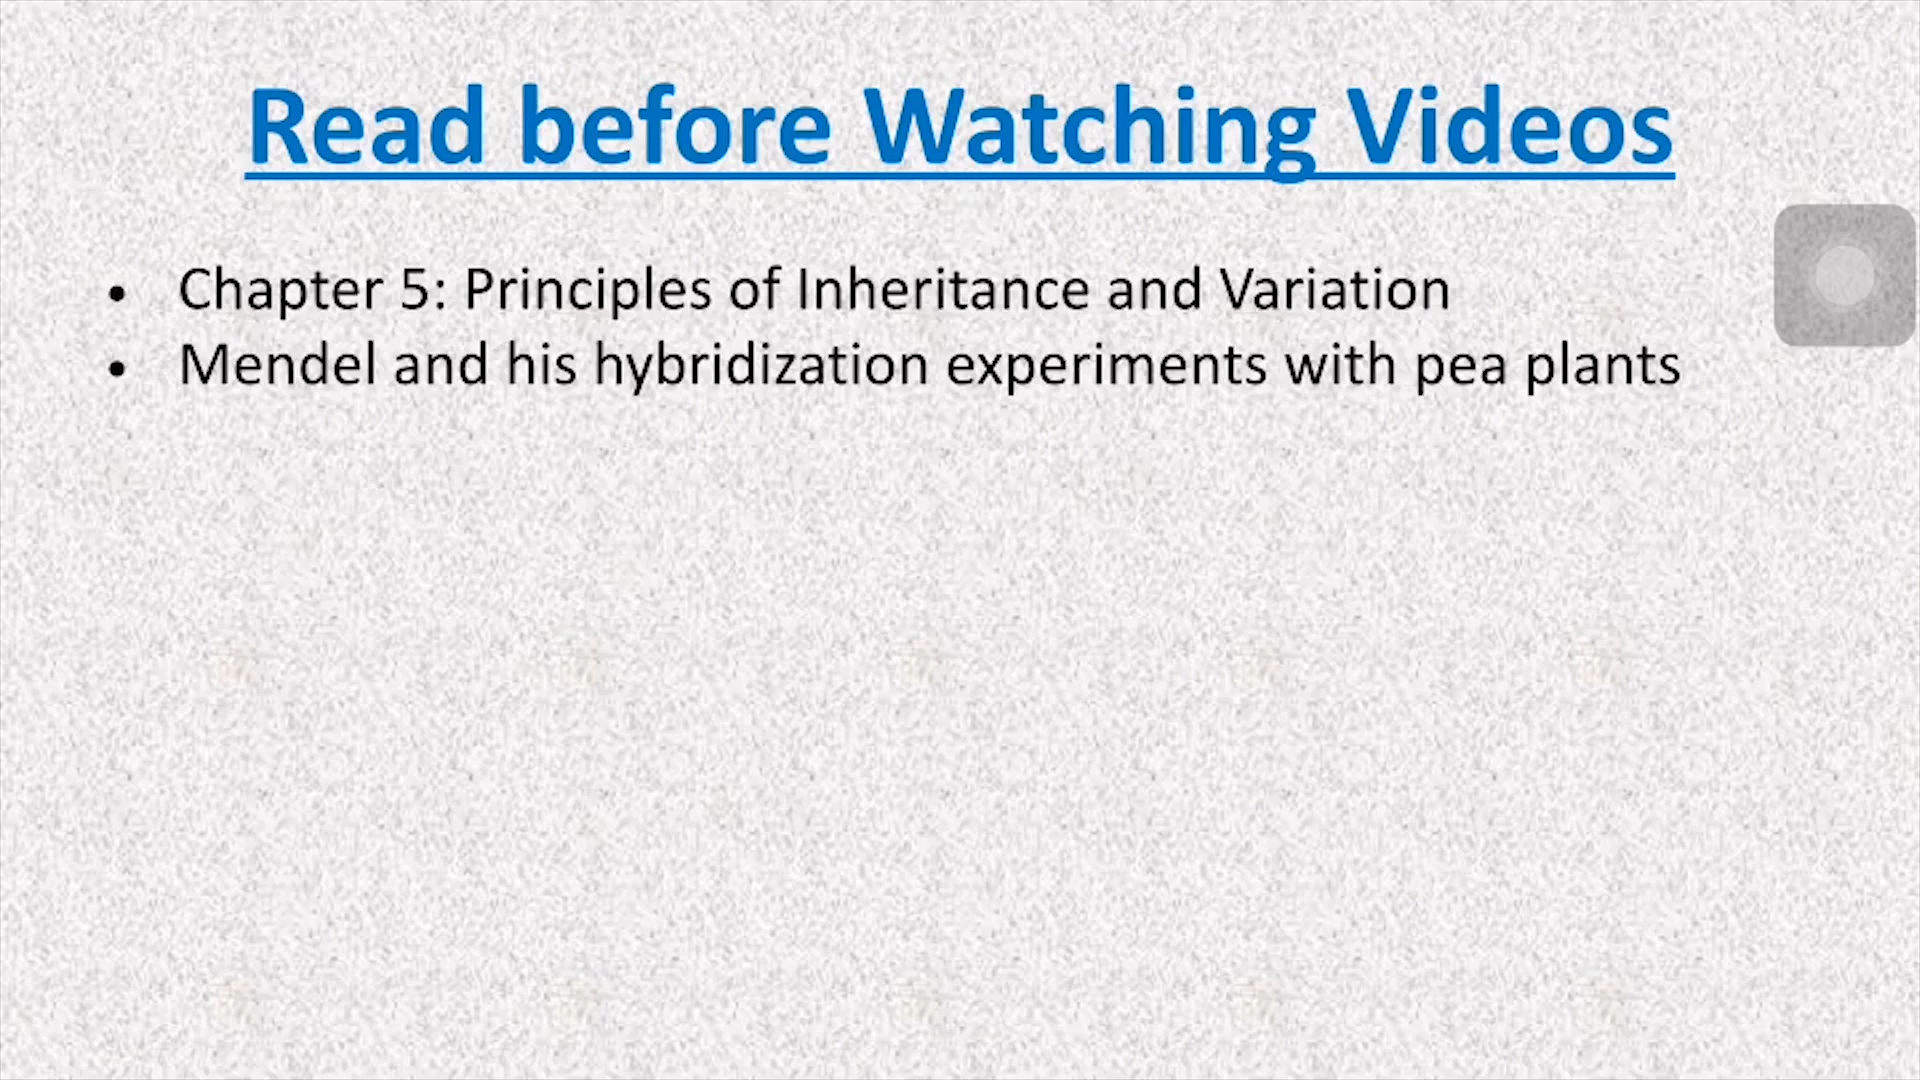 Read before Watching Videos
• Chapter 5: Principles of Inheritance and Variation
• Mendel and his hybridization experiments with pea plants